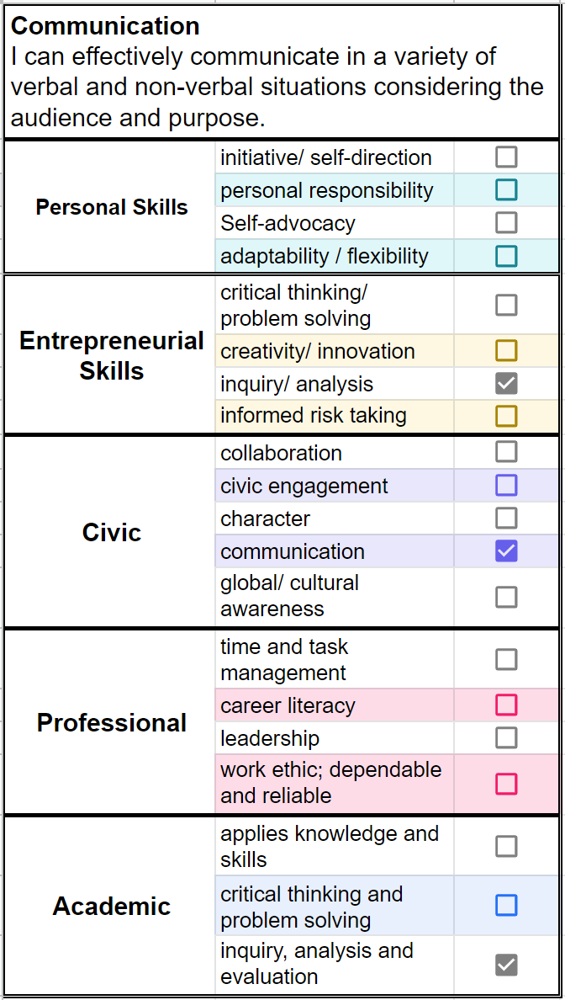 Communication
I can effectively communicate in a variety of
verbal and non-verbal situations considering the
audience and purpose.
Personal Skills
initiative/ self-direction
personal responsibility
Self-advocacy
adaptability / flexibility
Entrepreneurial
Skills
critical thinking/
problem solving
creativity/ innovation
inquiry/ analysis
informed risk taking
Civic
collaboration
civic engagement
character
communication
global/ cultural
awareness
Professional
time and task
management
career literacy
leadership
work ethic; dependable
and reliable
Academic
applies knowledge and
skills
critical thinking and
problem solving
inquiry, analysis and
evaluation